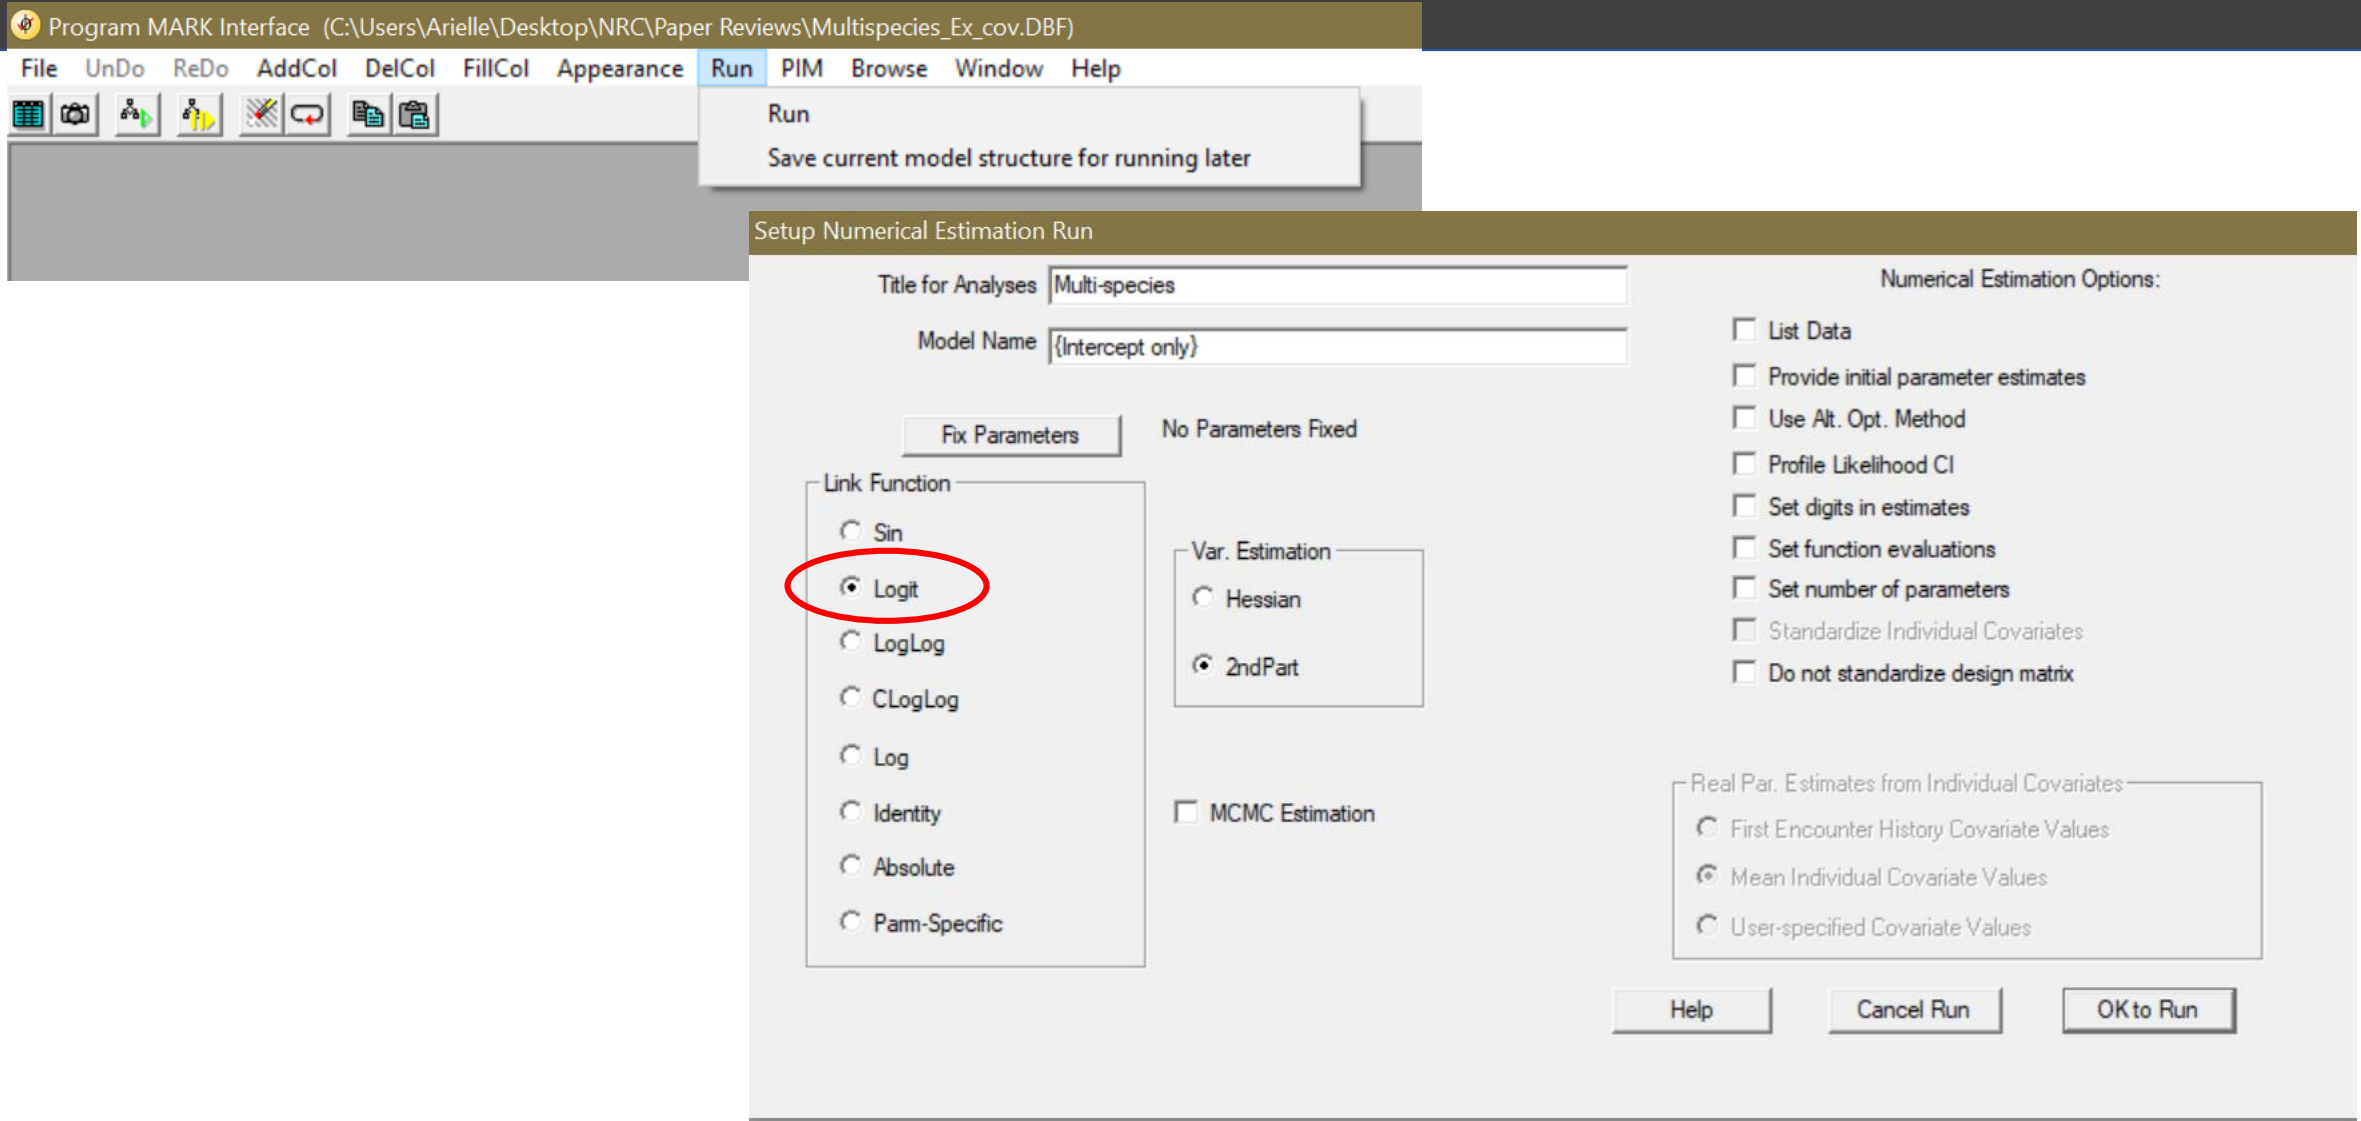 Program MARK Interface  (C:\Users\Arielle\Desktop\NRC\Paper Reviews\Multispecies_Ex_cov.DBF)
File UnDo ReDo AddCol DelCol FillCol Appearance Run PIM Browse Window Help
Run
Save current model structure for running later
Setup Numerical Estimation Run
Title for Analyses Multi-species
Model Name {Intercept only}
Fix Parameters No Parameters Fixed
Link Function
Sin
Logit
LogLog
CLogLog
Log
Identity
Absolute
Parm-Specific
Var. Estimation
Hessian
2ndPart
MCMC Estimation
Numerical Estimation Options:
List Data
Provide initial parameter estimates
Use Alt. Opt. Method
Profile Likelihood CI
Set digits in estimates
Set function evaluations
Set number of parameters
Standardize Individual Covariates
Do not standardize design matrix
Real Par. Estimates from Individual Covariates
First Encounter History Covariate Values
Mean Individual Covariate Values
User-specified Covariate Values
Help Cancel Run OK to Run